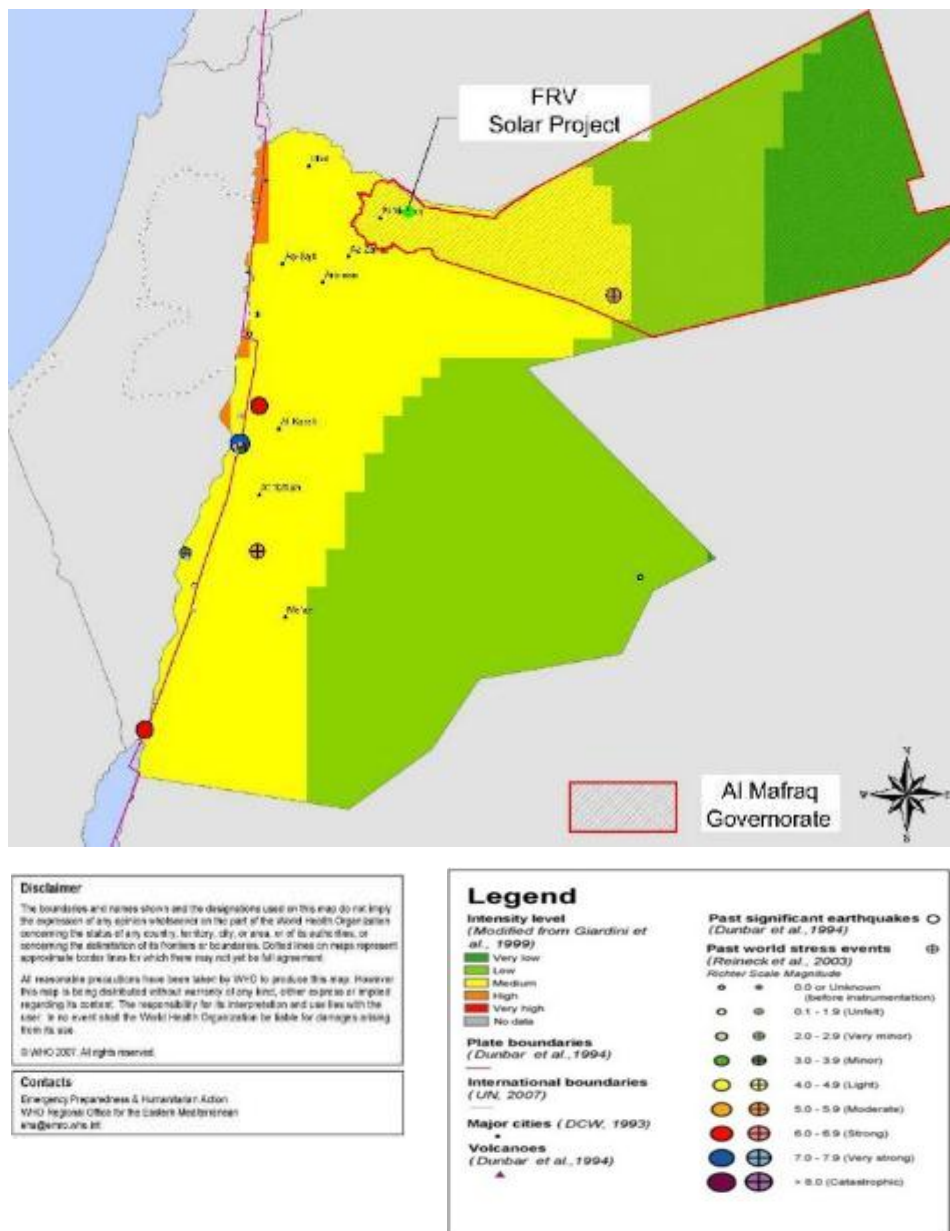 FRV
Solar Project
Al Karak
Ma'an
Al Mafraq
Governorate
N
W
E
S
Disclaimer
The boundaries and names shown and the designations used on this map do not imply
the expression of any opinion whatsoever on the part of the World Health Organization
concerning the status of any country, territory, city, or area, or of its authorities, or
concerning the delimitation of its frontiers or boundaries. Dotted lines on maps represent
approximate border lines for which there may not yet be full agreement.
All reasonable precautions have been taken by WHO to produce this map. However
this map is being distributed without warranty of any kind, either express or implied
regarding its content. The responsibility for its interpretation and use lies with the
user. In no event shall the World Health Organization be liable for damages arising
from its use.
© WHO 2007. All rights reserved.
Contacts
Emergency Preparedness & Humanitarian Action
WHO Regional Office for the Eastern Mediterranean
eha@emro.who.int
Legend
Intensity level
(Modified from Giardini et
al., 1999)
Very low
Low
Medium
High
Very high
No data
Plate boundaries
(Dunbar et al.,1994)
International boundaries
(UN, 2007)
Major cities (DCW, 1993)
Volcanoes
(Dunbar et al.,1994)
Past significant earthquakes
(Dunbar et al.,1994)
Past world stress events
(Reineck et al., 2003)
Richter Scale Magnitude
0.0 or Unknown
(before instrumentation)
0.1 - 1.9 (Unfelt)
2.0 - 2.9 (Very minor)
3.0 - 3.9 (Minor)
4.0 - 4.9 (Light)
5.0 - 5.9 (Moderate)
6.0 - 6.9 (Strong)
7.0 - 7.9 (Very strong)
> 8.0 (Catastrophic)